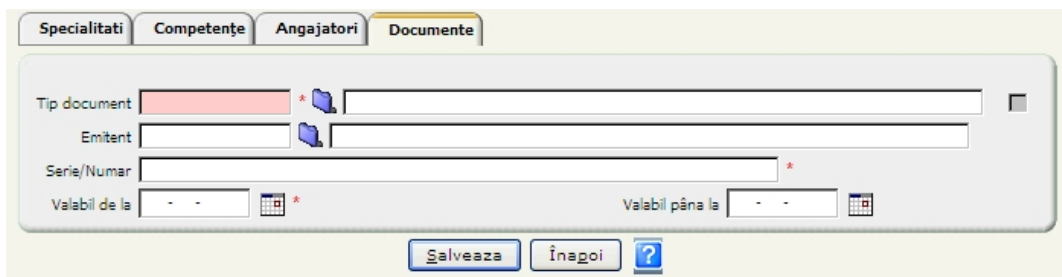 Specialitati Competențe Angajatori Documente
Tip document *
Emitent
Serie/Numar *
Valabil de la - - * Valabil pâna la - -
Salveaza Înapoi ?